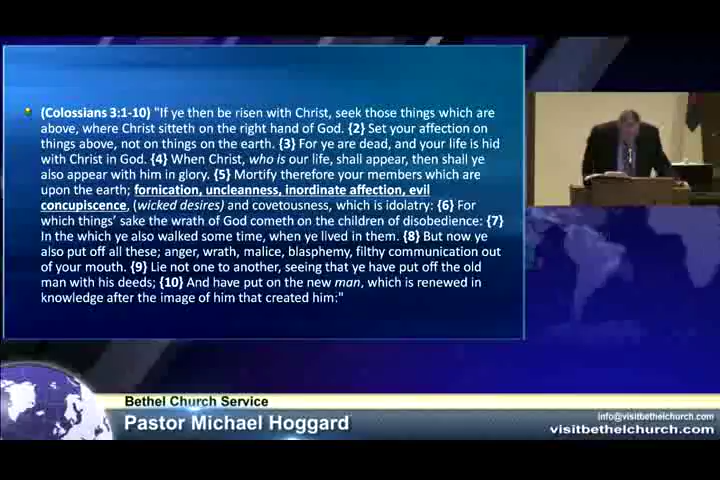 (Colossians 3:1-10) "If ye then be risen with Christ, seek those things which are
above, where Christ sitteth on the right hand of God. {2} Set your affection on
things above, not on things on the earth. {3} For ye are dead, and your life is hid
with Christ in God. {4} When Christ, who is our life, shall appear, then shall ye
also appear with him in glory. {5} Mortify therefore your members which are
upon the earth; fornication, uncleanness, inordinate affection, evil
concupiscence, (wicked desires) and covetousness, which is idolatry: {6} For
which things' sake the wrath of God cometh on the children of disobedience: {7}
In the which ye also walked some time, when ye lived in them. {8} But now ye
also put off all these; anger, wrath, malice, blasphemy, filthy communication out
of your mouth. {9} Lie not one to another, seeing that ye have put off the old
man with his deeds; {10} And have put on the new man, which is renewed in
knowledge after the image of him that created him:"
Bethel Church Service
Pastor Michael Hoggard
info@visitbethelchurch.com
visitbethelchurch.com